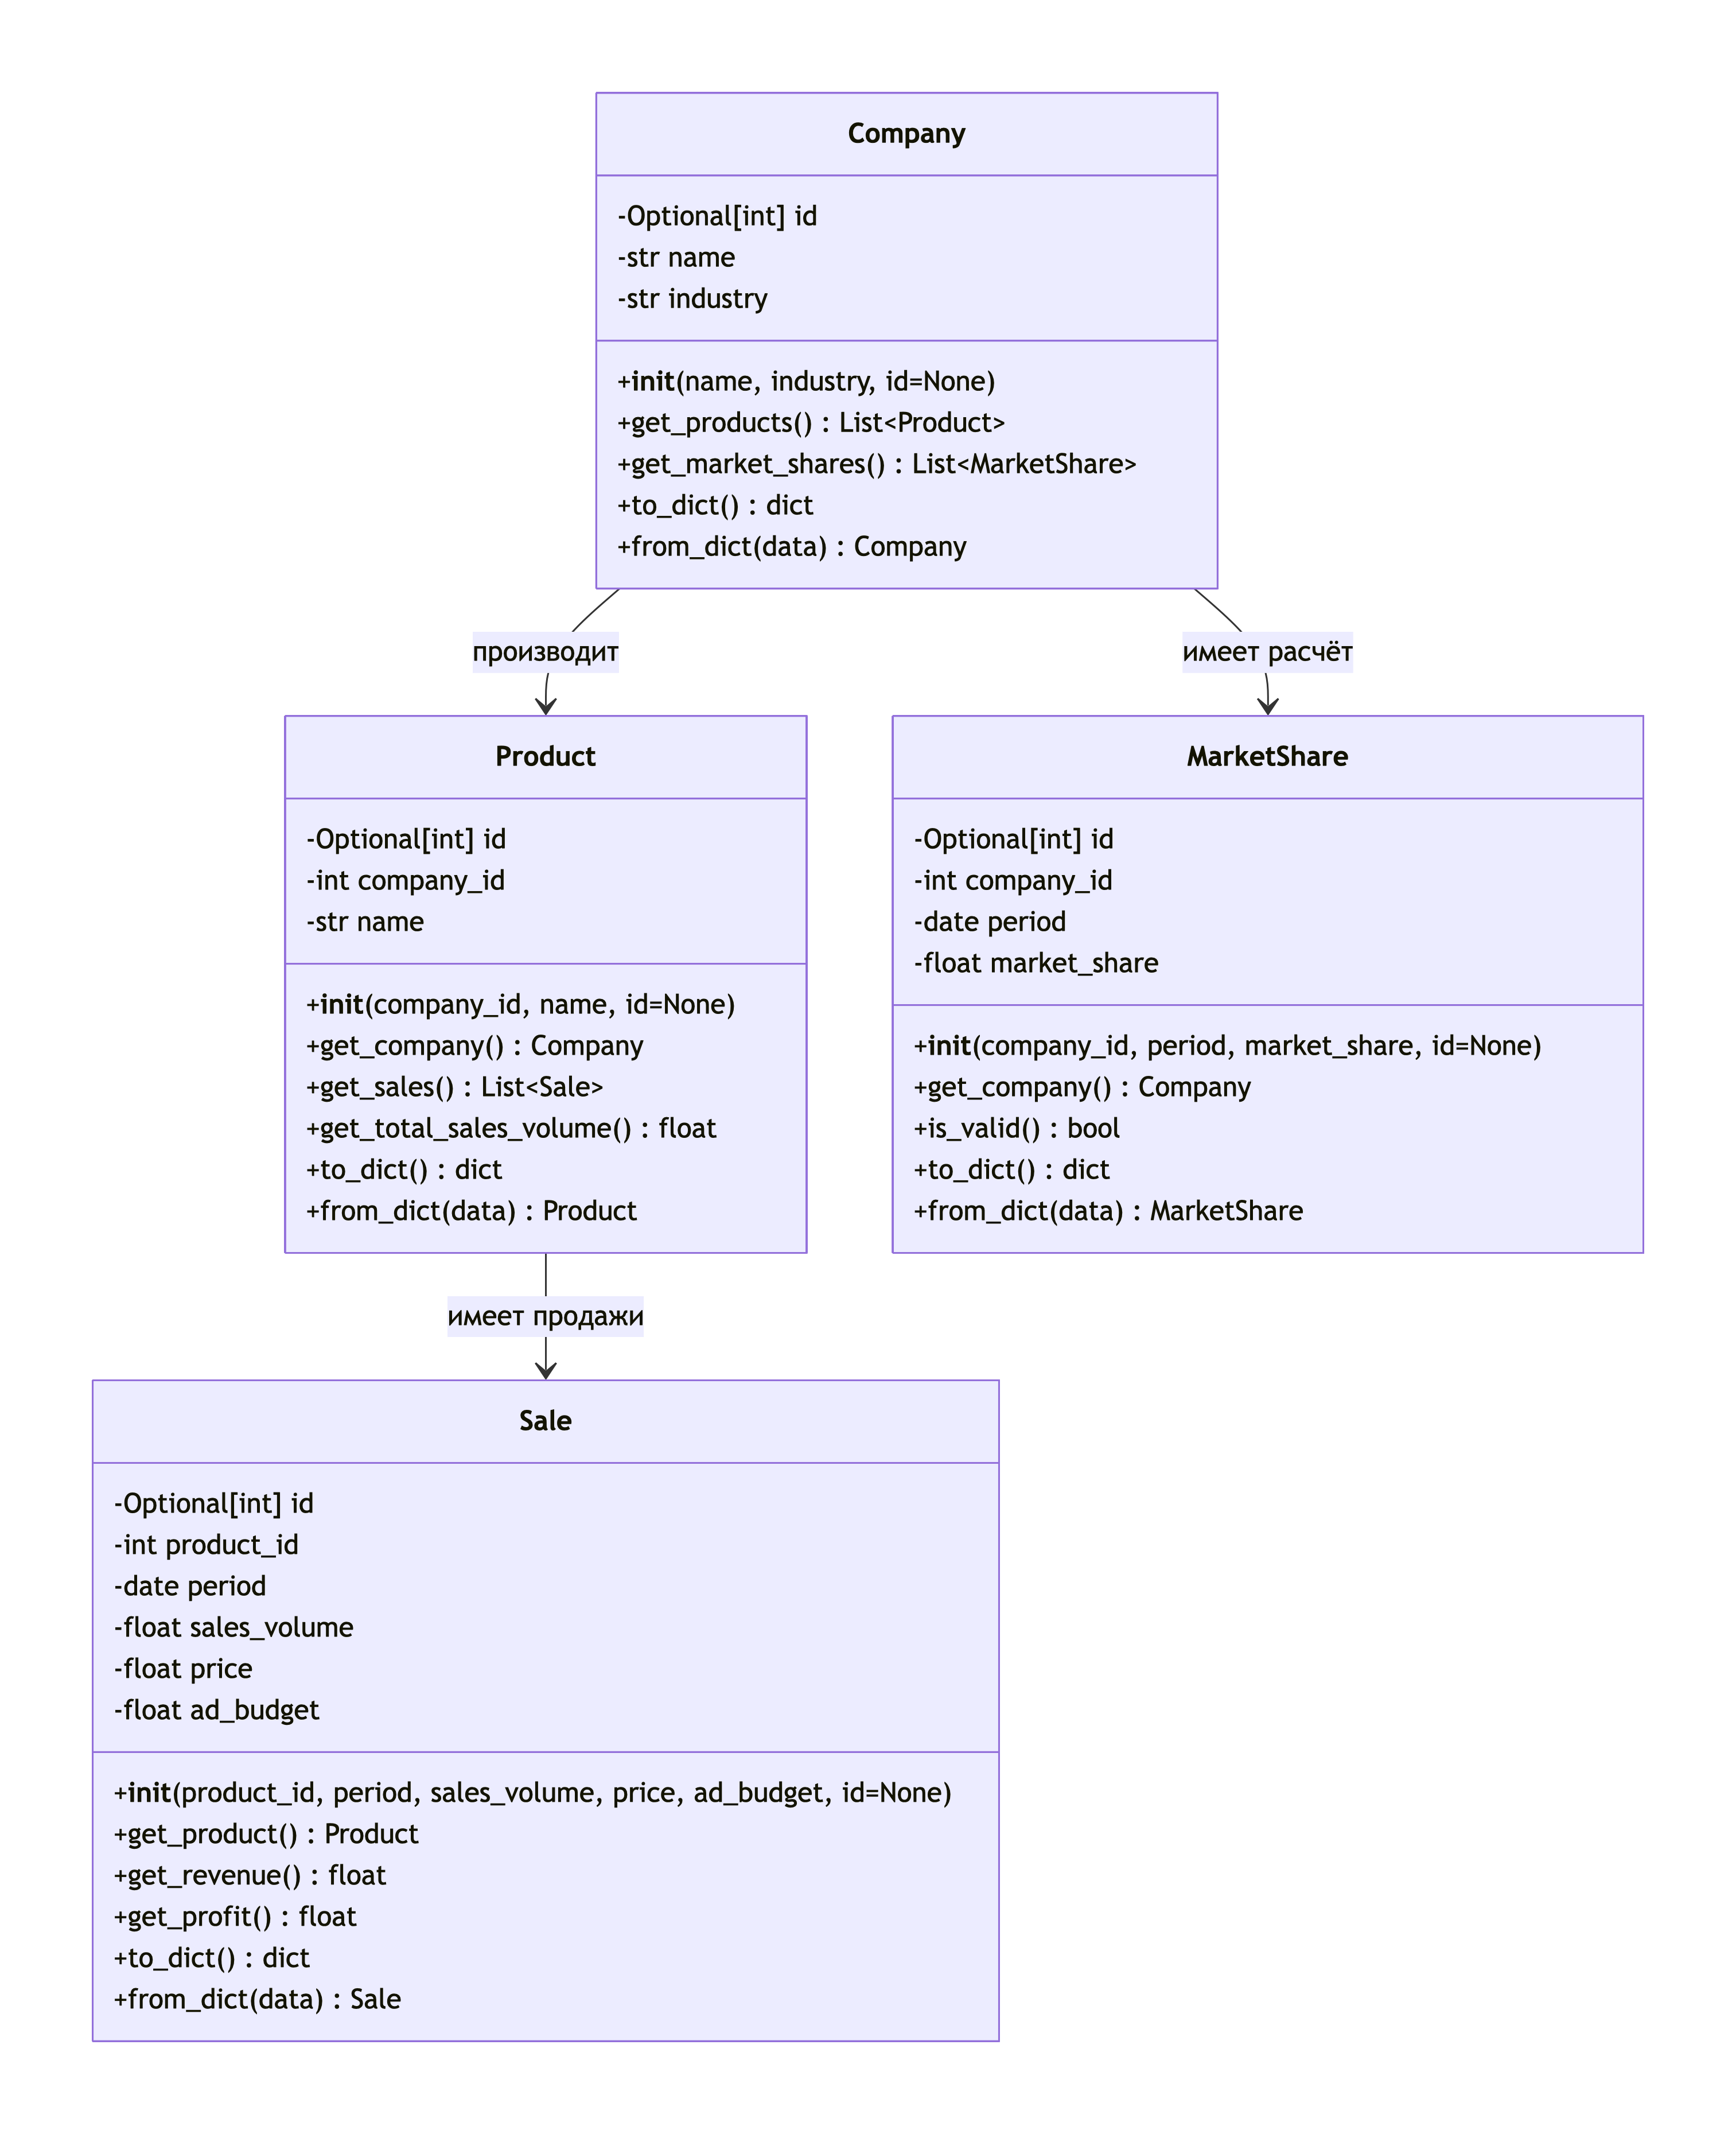 Company
-Optional[int] id
-str name
-str industry
+init(name, industry, id=None)
+get_products() : List<Product>
+get_market_shares() : List<MarketShare>
+to_dict() : dict
+from_dict(data) : Company
производит
имеет расчёт
Product
-Optional[int] id
-int company_id
-str name
+init(company_id, name, id=None)
+get_company() : Company
+get_sales() : List<Sale>
+get_total_sales_volume() : float
+to_dict() : dict
+from_dict(data) : Product
MarketShare
-Optional[int] id
-int company_id
-date period
-float market_share
+init(company_id, period, market_share, id=None)
+get_company() : Company
+is_valid() : bool
+to_dict() : dict
+from_dict(data) : MarketShare
имеет продажи
Sale
-Optional[int] id
-int product_id
-date period
-float sales_volume
-float price
-float ad_budget
+init(product_id, period, sales_volume, price, ad_budget, id=None)
+get_product() : Product
+get_revenue() : float
+get_profit() : float
+to_dict() : dict
+from_dict(data) : Sale